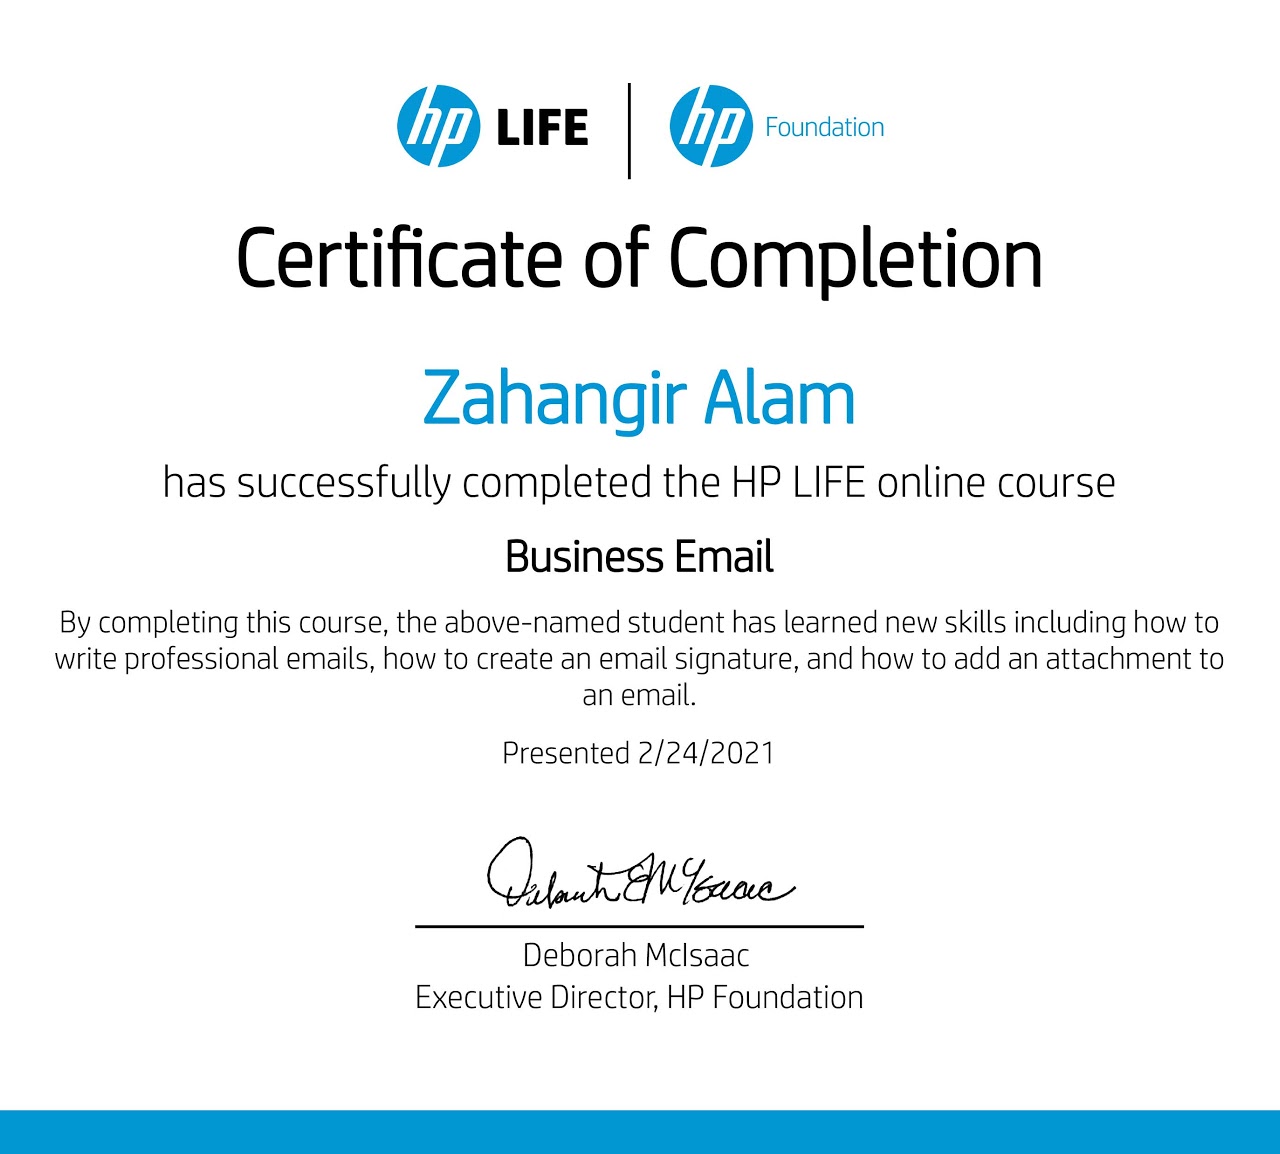 hp LIFE | hp Foundation
Certificate of Completion
Zahangir Alam
has successfully completed the HP LIFE online course
Business Email
By completing this course, the above-named student has learned new skills including how to
write professional emails, how to create an email signature, and how to add an attachment to
an email.
Presented 2/24/2021
Deborah McIsaac
Executive Director, HP Foundation